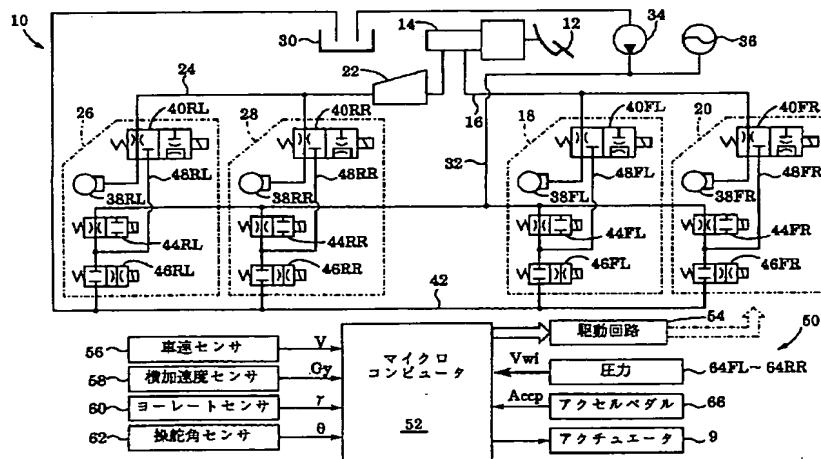 10
30
14
12
34
36
24
22
16
26
40RL
28
40RR
18
40FL
20
40FR
32
48RL
48RR
48FL
48FR
38RL
38RR
38FL
38FR
44RL
44RR
44FL
44FR
46RL
46RR
46FL
46FR
42
54
50
56 車速センサ V
58 横加速度センサ Gy
60 ヨーレートセンサ γ
62 操舵角センサ θ
マイクロ
コンピュータ
52
駆動回路
Vwi 圧力 64FL~64RR
Accp アクセルペダル 66
アクチュエータ 9